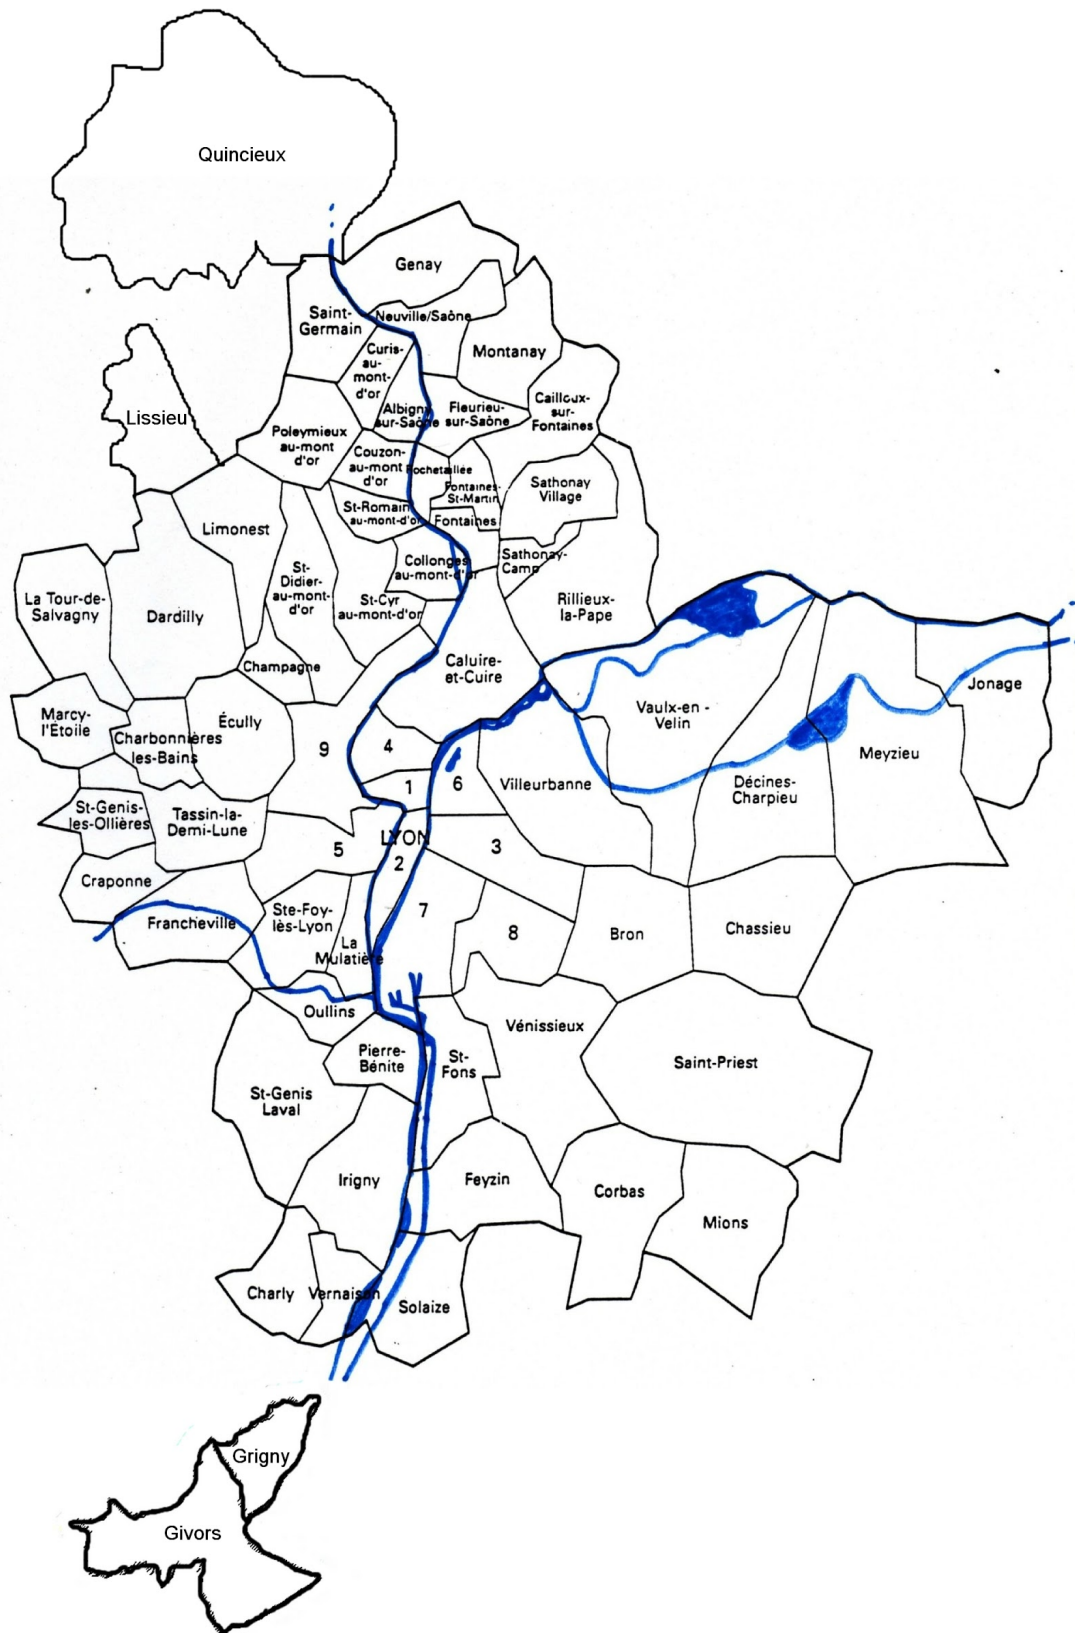 Quincieux
Genay
Saint-
Germain
Neuville/Saône
Curis-
au-
mont-
d'or
Montanay
Lissieu
Albigny
sur-Saône
Fleurieu-
sur-Saône
Cailloux-
sur-
Fontaines
Poleymieux
au-mont
d'or
Couzon-
au-mont
d'or
Rochetaillée
Fontaines-
St-Martin
Sathonay
Village
Limonest
St-Romain
au-mont-d'or
Fontaines
St-
Didier-
au-mont-
d'or
Collonges
au-mont-d'or
Sathonay-
Camp
La Tour-de-
Salvagny
Dardilly
St-Cyr
au-mont-d'or
Rillieux-
la-Pape
Champagne
Caluire-
et-Cuire
Jonage
Marcy-
l'Etoile
Charbonnières
les-Bains
Écully
9
4
Vaulx-en-
Velin
Meyzieu
1
6
Villeurbanne
Décines-
Charpieu
St-Genis-
les-Ollières
Tassin-la-
Demi-Lune
LYON
5
2
3
Craponne
Francheville
Ste-Foy-
lès-Lyon
La
Mulatière
7
8
Bron
Chassieu
Oullins
Pierre-
Bénite
St-
Fons
Vénissieux
Saint-Priest
St-Genis
Laval
Irigny
Feyzin
Corbas
Mions
Charly
Vernaison
Solaize
Grigny
Givors